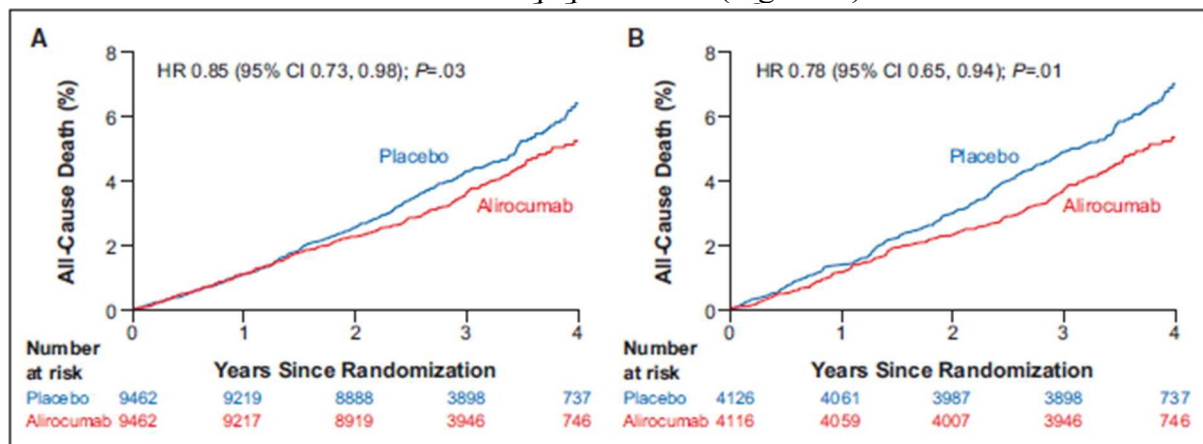 A
HR 0.85 (95% CI 0.73, 0.98); P=.03
All-Cause Death (%)
8
6
4
2
0
Placebo
Alirocumab
0 1 2 3 4
Number
at risk
Years Since Randomization
Placebo 9462 9219 8888 3898 737
Alirocumab 9462 9217 8919 3946 746
B
HR 0.78 (95% CI 0.65, 0.94); P=.01
All-Cause Death (%)
8
6
4
2
0
Placebo
Alirocumab
0 1 2 3 4
Number
at risk
Years Since Randomization
Placebo 4126 4061 3987 3898 737
Alirocumab 4116 4059 4007 3946 746